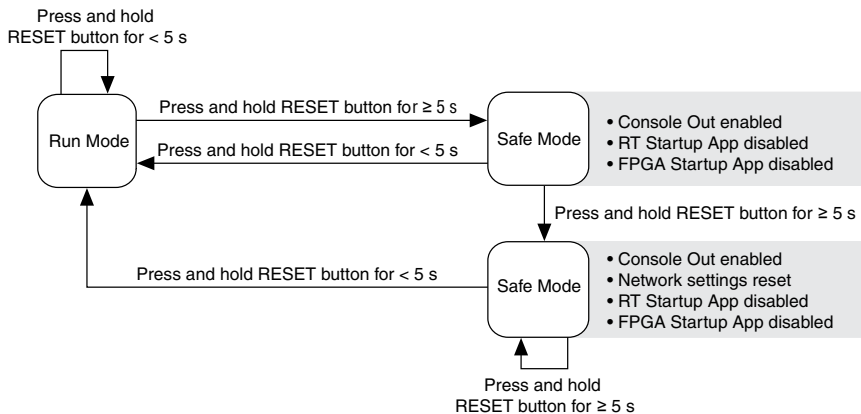 Press and hold
RESET button for < 5 s
Run Mode
Press and hold RESET button for ≥ 5 s
Press and hold RESET button for < 5 s
Safe Mode
• Console Out enabled
• RT Startup App disabled
• FPGA Startup App disabled
Press and hold RESET button for ≥ 5 s
Press and hold RESET button for < 5 s
Safe Mode
• Console Out enabled
• Network settings reset
• RT Startup App disabled
• FPGA Startup App disabled
Press and hold
RESET button for ≥ 5 s